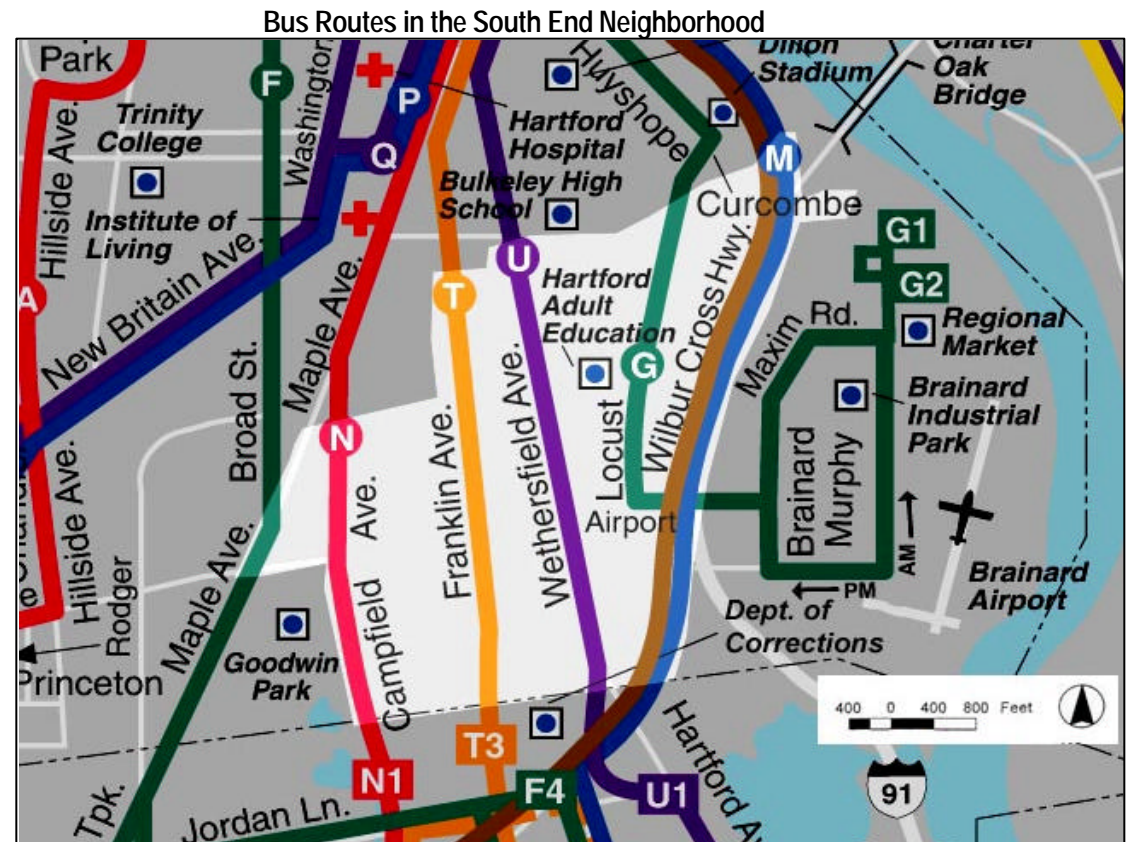 Bus Routes in the South End Neighborhood
Park
F
Washington
P
Q
Huyshope
Dillon
Stadium
Charter
Oak
Bridge
Trinity
College
Hartford
Hospital
Bulkeley High
School
M
Curcombe
Hillside Ave.
Institute of
Living
New Britain Ave.
A
U
T
Hartford
Adult
Education
G
G1
G2
Regional
Market
Maxim Rd.
Wilbur Cross Hwy.
Brainard
Industrial
Park
Maple Ave.
Broad St.
N
Franklin Ave.
Wethersfield Ave.
Locust
Airport
Brainard
Murphy
AM
PM
Brainard
Airport
Hillside Ave.
Maple Ave.
Campfield Ave.
Rodger
Princeton
Goodwin
Park
Dept. of
Corrections
400 0 400 800 Feet
T3
N1
F4
U1
Hartford
91
Tpk.
Jordan Ln.